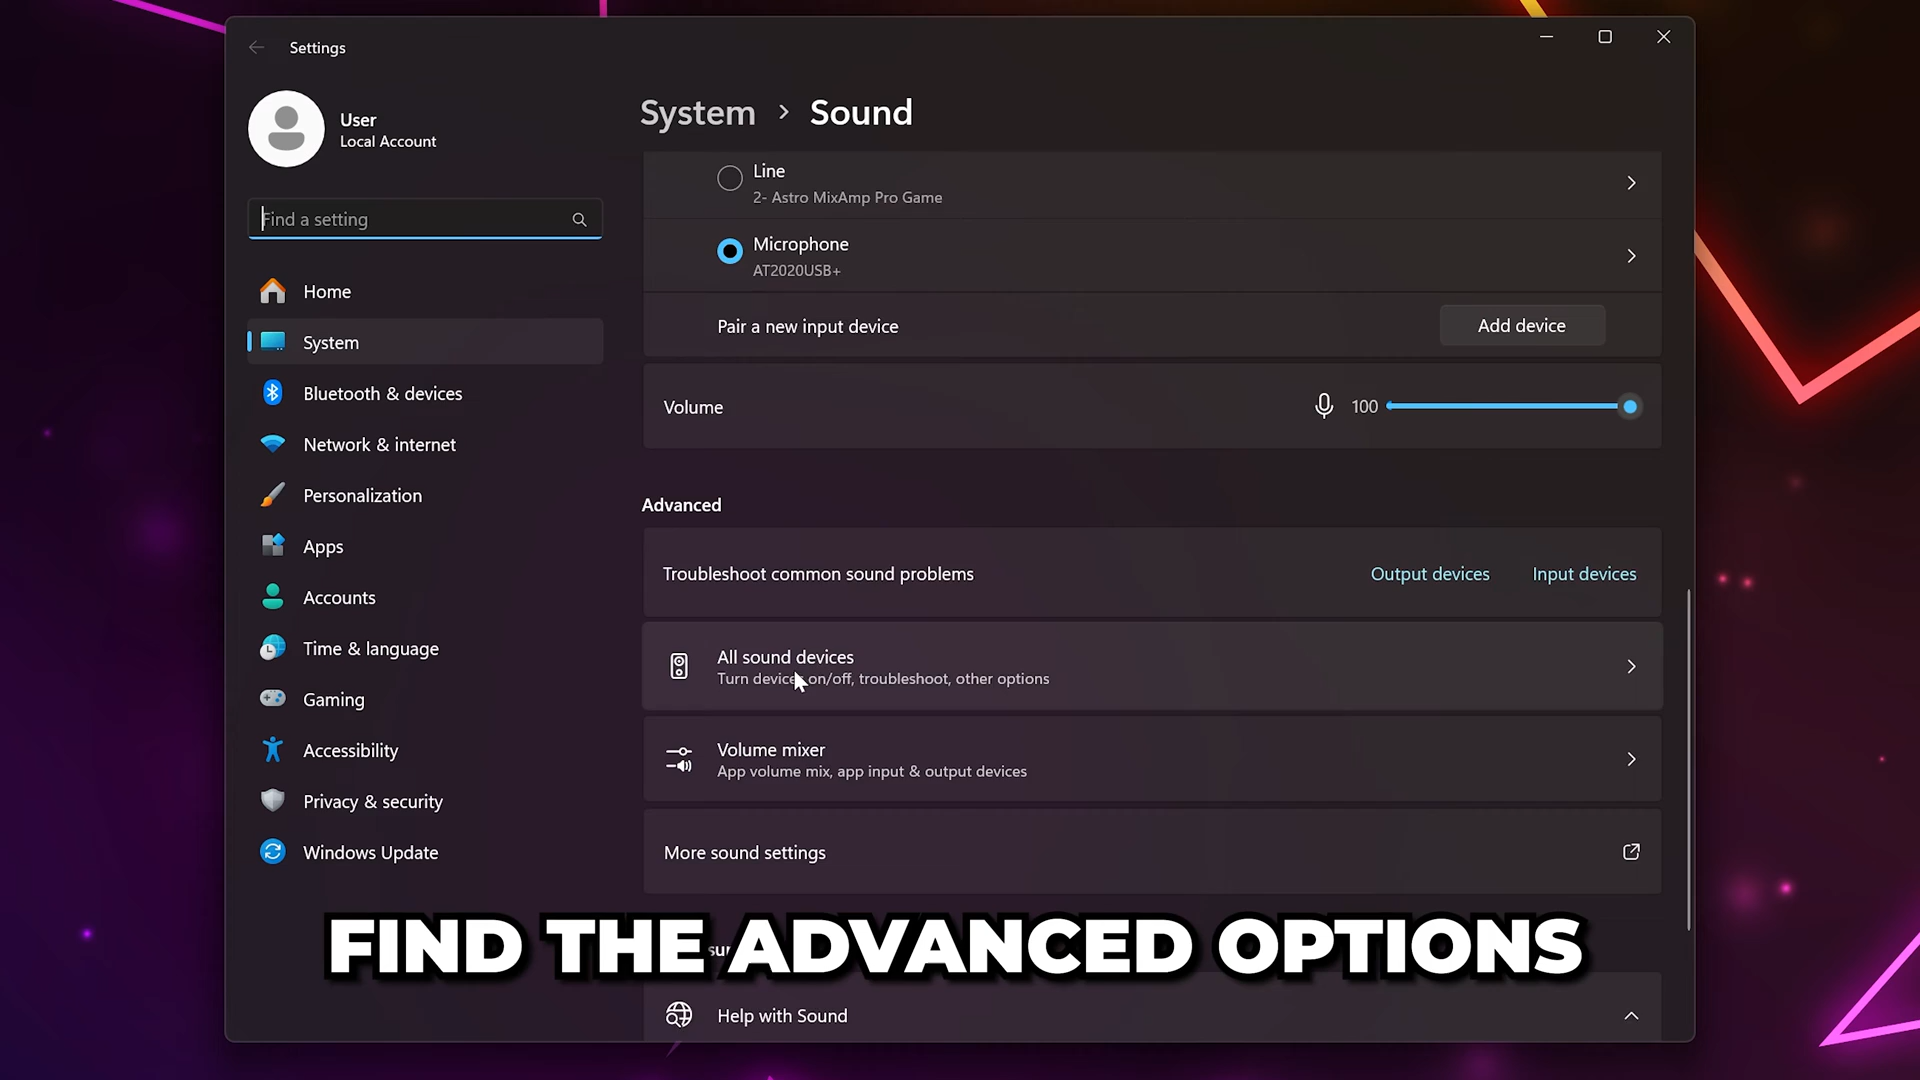 Settings
User
Local Account
Find a setting
Home
System
Bluetooth & devices
Network & internet
Personalization
Apps
Accounts
Time & language
Gaming
Accessibility
Privacy & security
Windows Update
System > Sound
Line
2- Astro MixAmp Pro Game
Microphone
AT2020USB+
Pair a new input device
Add device
Volume
100
Advanced
Troubleshoot common sound problems
Output devices
Input devices
All sound devices
Turn devices on/off, troubleshoot, other options
Volume mixer
App volume mix, app input & output devices
More sound settings
FIND THE ADVANCED OPTIONS
Help with Sound